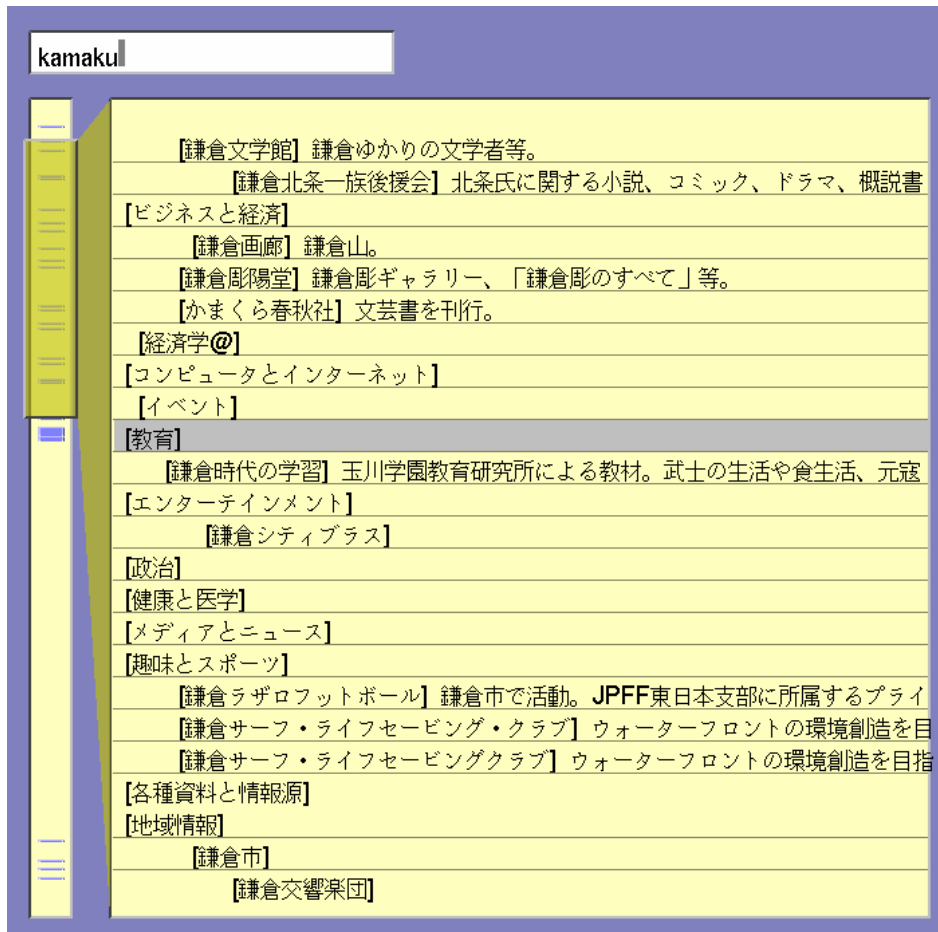 kamaku
[鎌倉文学館] 鎌倉ゆかりの文学者等。
[鎌倉北条一族後援会] 北条氏に関する小説、コミック、ドラマ、概説書
[ビジネスと経済]
[鎌倉画廊] 鎌倉山。
[鎌倉彫陽堂] 鎌倉彫ギャラリー、「鎌倉彫のすべて」等。
[かまくら春秋社] 文芸書を刊行。
[経済学@]
[コンピュータとインターネット]
[イベント]
[教育]
[鎌倉時代の学習] 玉川学園教育研究所による教材。武士の生活や食生活、元寇
[エンターテインメント]
[鎌倉シティブラス]
[政治]
[健康と医学]
[メディアとニュース]
[趣味とスポーツ]
[鎌倉ラザロフットボール] 鎌倉市で活動。JPFF東日本支部に所属するプライ
[鎌倉サーフ・ライフセービング・クラブ] ウォーターフロントの環境創造を目
[鎌倉サーフ・ライフセービングクラブ] ウォーターフロントの環境創造を目指
[各種資料と情報源]
[地域情報]
[鎌倉市]
[鎌倉交響楽団]